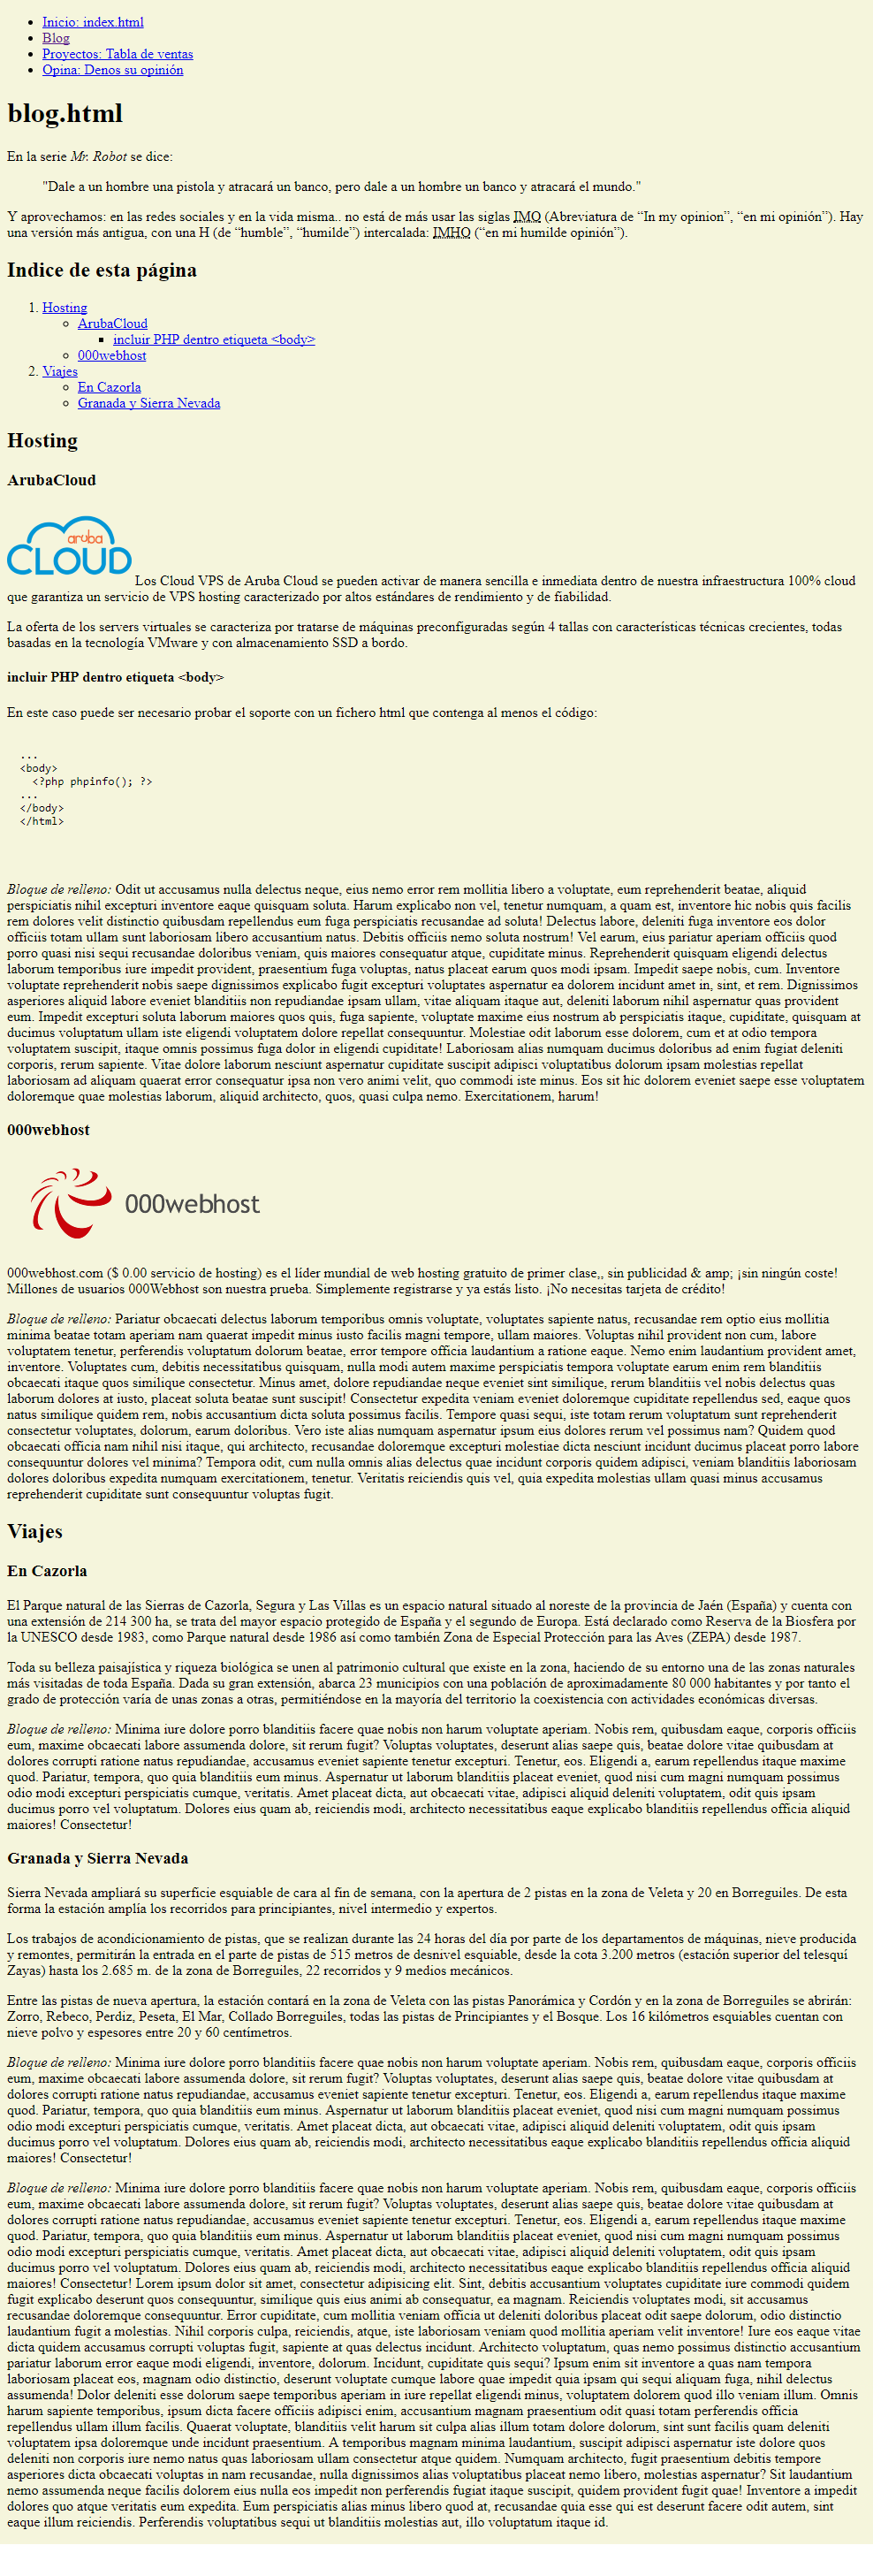 Inicio: index.html
Blog
Proyectos: Tabla de ventas
Opina: Denos su opinión
blog.html
En la serie Mr. Robot se dice:
"Dale a un hombre una pistola y atracará un banco, pero dale a un hombre un banco y atracará el mundo."
Y aprovechamos: en las redes sociales y en la vida misma.. no está de más usar las siglas IMO (Abreviatura de “In my opinion”, “en mi opinión”). Hay
una versión más antigua, con una H (de “humble”, “humilde”) intercalada: IMHO (“en mi humilde opinión”).
Indice de esta página
1. Hosting
ArubaCloud
incluir PHP dentro etiqueta <body>
000webhost
2. Viajes
En Cazorla
Granada y Sierra Nevada
Hosting
ArubaCloud
aruba
CLOUD
Los Cloud VPS de Aruba Cloud se pueden activar de manera sencilla e inmediata dentro de nuestra infraestructura 100% cloud
que garantiza un servicio de VPS hosting caracterizado por altos estándares de rendimiento y de fiabilidad.
La oferta de los servers virtuales se caracteriza por tratarse de máquinas preconfiguradas según 4 tallas con características técnicas crecientes, todas
basadas en la tecnología VMware y con almacenamiento SSD a bordo.
incluir PHP dentro etiqueta <body>
En este caso puede ser necesario probar el soporte con un fichero html que contenga al menos el código:
...
<body>
<?php phpinfo(); ?>
...
</body>
</html>
Bloque de relleno: Odit ut accusamus nulla delectus neque, eius nemo error rem mollitia libero a voluptate, eum reprehenderit beatae, aliquid
perspiciatis nihil excepturi inventore eaque quisquam soluta. Harum explicabo non vel, tenetur numquam, a quam est, inventore hic nobis quis facilis
rem dolores velit distinctio quibusdam repellendus eum fuga perspiciatis recusandae ad soluta! Delectus labore, deleniti fuga inventore eos dolor
officiis totam ullam sunt laboriosam libero accusantium natus. Debitis officiis nemo soluta nostrum! Vel earum, eius pariatur aperiam officiis quod
porro quasi nisi sequi recusandae doloribus veniam, quis maiores consequatur atque, cupiditate minus. Reprehenderit quisquam eligendi delectus
laborum temporibus iure impedit provident, praesentium fuga voluptas, natus placeat earum quos modi ipsam. Impedit saepe nobis, cum. Inventore
voluptate reprehenderit nobis saepe dignissimos explicabo fugit excepturi voluptates aspernatur ea dolorem incidunt amet in, sint, et rem. Dignissimos
asperiores aliquid labore eveniet blanditiis non repudiandae ipsam ullam, vitae aliquam itaque aut, deleniti laborum nihil aspernatur quas provident
eum. Impedit excepturi soluta laborum maiores quos quis, fuga sapiente, voluptate maxime eius nostrum ab perspiciatis itaque, cupiditate, quisquam at
ducimus voluptatum ullam iste eligendi voluptatem dolore repellat consequuntur. Molestiae odit laborum esse dolorem, cum et at odio tempora
voluptatem suscipit, itaque omnis possimus fuga dolor in eligendi cupiditate! Laboriosam alias numquam ducimus doloribus ad enim fugiat deleniti
corporis, rerum sapiente. Vitae dolore laborum nesciunt aspernatur cupiditate suscipit adipisci voluptatibus dolorum ipsam molestias repellat
laboriosam ad aliquam quaerat error consequatur ipsa non vero animi velit, quo commodi iste minus. Eos sit hic dolorem eveniet saepe esse voluptatem
doloremque quae molestias laborum, aliquid architecto, quos, quasi culpa nemo. Exercitationem, harum!
000webhost
000webhost
000webhost.com ($ 0.00 servicio de hosting) es el líder mundial de web hosting gratuito de primer clase,, sin publicidad & amp; ¡sin ningún coste!
Millones de usuarios 000Webhost son nuestra prueba. Simplemente registrarse y ya estás listo. ¡No necesitas tarjeta de crédito!
Bloque de relleno: Pariatur obcaecati delectus laborum temporibus omnis voluptate, voluptates sapiente natus, recusandae rem optio eius mollitia
minima beatae totam aperiam nam quaerat impedit minus iusto facilis magni tempore, ullam maiores. Voluptas nihil provident non cum, labore
voluptatem tenetur, perferendis voluptatum dolorum beatae, error tempore officia laudantium a ratione eaque. Nemo enim laudantium provident amet,
inventore. Voluptates cum, debitis necessitatibus quisquam, nulla modi autem maxime perspiciatis tempora voluptate earum enim rem blanditiis
obcaecati itaque quos similique consectetur. Minus amet, dolore repudiandae neque eveniet sint similique, rerum blanditiis vel nobis delectus quas
laborum dolores at iusto, placeat soluta beatae sunt suscipit! Consectetur expedita veniam eveniet doloremque cupiditate repellendus sed, eaque quos
natus similique quidem rem, nobis accusantium dicta soluta possimus facilis. Tempore quasi sequi, iste totam rerum voluptatum sunt reprehenderit
consectetur voluptates, dolorum, earum doloribus. Vero iste alias numquam aspernatur ipsum eius dolores rerum vel possimus nam? Quidem quod
obcaecati officia nam nihil nisi itaque, qui architecto, recusandae doloremque excepturi molestiae dicta nesciunt incidunt ducimus placeat porro labore
consequuntur dolores vel minima? Tempora odit, cum nulla omnis alias delectus quae incidunt corporis quidem adipisci, veniam blanditiis laboriosam
dolores doloribus expedita numquam exercitationem, tenetur. Veritatis reiciendis quis vel, quia expedita molestias ullam quasi minus accusamus
reprehenderit cupiditate sunt consequuntur voluptas fugit.
Viajes
En Cazorla
El Parque natural de las Sierras de Cazorla, Segura y Las Villas es un espacio natural situado al noreste de la provincia de Jaén (España) y cuenta con
una extensión de 214 300 ha, se trata del mayor espacio protegido de España y el segundo de Europa. Está declarado como Reserva de la Biosfera por
la UNESCO desde 1983, como Parque natural desde 1986 así como también Zona de Especial Protección para las Aves (ZEPA) desde 1987.
Toda su belleza paisajística y riqueza biológica se unen al patrimonio cultural que existe en la zona, haciendo de su entorno una de las zonas naturales
más visitadas de toda España. Dada su gran extensión, abarca 23 municipios con una población de aproximadamente 80 000 habitantes y por tanto el
grado de protección varía de unas zonas a otras, permitiéndose en la mayoría del territorio la coexistencia con actividades económicas diversas.
Bloque de relleno: Minima iure dolore porro blanditiis facere quae nobis non harum voluptate aperiam. Nobis rem, quibusdam eaque, corporis officiis
eum, maxime obcaecati labore assumenda dolore, sit rerum fugit? Voluptas voluptates, deserunt alias saepe quis, beatae dolore vitae quibusdam at
dolores corrupti ratione natus repudiandae, accusamus eveniet sapiente tenetur excepturi. Tenetur, eos. Eligendi a, earum repellendus itaque maxime
quod. Pariatur, tempora, quo quia blanditiis eum minus. Aspernatur ut laborum blanditiis placeat eveniet, quod nisi cum magni numquam possimus
odio modi excepturi perspiciatis cumque, veritatis. Amet placeat dicta, aut obcaecati vitae, adipisci aliquid deleniti voluptatem, odit quis ipsam
ducimus porro vel voluptatum. Dolores eius quam ab, reiciendis modi, architecto necessitatibus eaque explicabo blanditiis repellendus officia aliquid
maiores! Consectetur!
Granada y Sierra Nevada
Sierra Nevada ampliará su superficie esquiable de cara al fin de semana, con la apertura de 2 pistas en la zona de Veleta y 20 en Borreguiles. De esta
forma la estación amplía los recorridos para principiantes, nivel intermedio y expertos.
Los trabajos de acondicionamiento de pistas, que se realizan durante las 24 horas del día por parte de los departamentos de máquinas, nieve producida
y remontes, permitirán la entrada en el parte de pistas de 515 metros de desnivel esquiable, desde la cota 3.200 metros (estación superior del telesquí
Zayas) hasta los 2.685 m. de la zona de Borreguiles, 22 recorridos y 9 medios mecánicos.
Entre las pistas de nueva apertura, la estación contará en la zona de Veleta con las pistas Panorámica y Cordón y en la zona de Borreguiles se abrirán:
Zorro, Rebeco, Perdiz, Peseta, El Mar, Collado Borreguiles, todas las pistas de Principiantes y el Bosque. Los 16 kilómetros esquiables cuentan con
nieve polvo y espesores entre 20 y 60 centímetros.
Bloque de relleno: Minima iure dolore porro blanditiis facere quae nobis non harum voluptate aperiam. Nobis rem, quibusdam eaque, corporis officiis
eum, maxime obcaecati labore assumenda dolore, sit rerum fugit? Voluptas voluptates, deserunt alias saepe quis, beatae dolore vitae quibusdam at
dolores corrupti ratione natus repudiandae, accusamus eveniet sapiente tenetur excepturi. Tenetur, eos. Eligendi a, earum repellendus itaque maxime
quod. Pariatur, tempora, quo quia blanditiis eum minus. Aspernatur ut laborum blanditiis placeat eveniet, quod nisi cum magni numquam possimus
odio modi excepturi perspiciatis cumque, veritatis. Amet placeat dicta, aut obcaecati vitae, adipisci aliquid deleniti voluptatem, odit quis ipsam
ducimus porro vel voluptatum. Dolores eius quam ab, reiciendis modi, architecto necessitatibus eaque explicabo blanditiis repellendus officia aliquid
maiores! Consectetur!
Bloque de relleno: Minima iure dolore porro blanditiis facere quae nobis non harum voluptate aperiam. Nobis rem, quibusdam eaque, corporis officiis
eum, maxime obcaecati labore assumenda dolore, sit rerum fugit? Voluptas voluptates, deserunt alias saepe quis, beatae dolore vitae quibusdam at
dolores corrupti ratione natus repudiandae, accusamus eveniet sapiente tenetur excepturi. Tenetur, eos. Eligendi a, earum repellendus itaque maxime
quod. Pariatur, tempora, quo quia blanditiis eum minus. Aspernatur ut laborum blanditiis placeat eveniet, quod nisi cum magni numquam possimus
odio modi excepturi perspiciatis cumque, veritatis. Amet placeat dicta, aut obcaecati vitae, adipisci aliquid deleniti voluptatem, odit quis ipsam
ducimus porro vel voluptatum. Dolores eius quam ab, reiciendis modi, architecto necessitatibus eaque explicabo blanditiis repellendus officia aliquid
maiores! Consectetur! Lorem ipsum dolor sit amet, consectetur adipisicing elit. Sint, debitis accusantium voluptates cupiditate iure commodi quidem
fugit explicabo deserunt quos consequuntur, similique quis eius animi ab consequatur, ea magnam. Reiciendis voluptates modi, sit accusamus
recusandae doloremque consequuntur. Error cupiditate, cum mollitia veniam officia ut deleniti doloribus placeat odit saepe dolorum, odio distinctio
laudantium fugit a molestias. Nihil corporis culpa, reiciendis, atque, iste laboriosam veniam quod mollitia aperiam velit inventore! Iure eos eaque vitae
dicta quidem accusamus corrupti voluptas fugit, sapiente at quas delectus incidunt. Architecto voluptatum, quas nemo possimus distinctio accusantium
pariatur laborum error eaque modi eligendi, inventore, dolorum. Incidunt, cupiditate quis sequi? Ipsum enim sit inventore a quas nam tempora
laboriosam placeat eos, magnam odio distinctio, deserunt voluptate cumque labore quae impedit quia ipsam qui sequi aliquam fuga, nihil delectus
assumenda! Dolor deleniti esse dolorum saepe temporibus aperiam in iure repellat eligendi minus, voluptatem dolorem quod illo veniam illum. Omnis
harum sapiente temporibus, ipsum dicta facere officiis adipisci enim, accusantium magnam praesentium odit quasi totam perferendis officia
repellendus ullam illum facilis. Quaerat voluptate, blanditiis velit harum sit culpa alias illum totam dolore dolorum, sint sunt facilis quam deleniti
voluptatem ipsa doloremque unde incidunt praesentium. A temporibus magnam minima laudantium, suscipit adipisci aspernatur iste dolore quos
deleniti non corporis iure nemo natus quas laboriosam ullam consectetur atque quidem. Numquam architecto, fugit praesentium debitis tempore
asperiores dicta obcaecati voluptas in nam recusandae, nulla dignissimos alias voluptatibus placeat nemo libero, molestias aspernatur? Sit laudantium
nemo assumenda neque facilis dolorem eius nulla eos impedit non perferendis fugiat itaque suscipit, quidem provident fugit quae! Inventore a impedit
dolores quo atque veritatis eum expedita. Eum perspiciatis alias minus libero quod at, recusandae quia esse qui est deserunt facere odit autem, sint
eaque illum reiciendis. Perferendis voluptatibus sequi ut blanditiis molestias aut, illo voluptatum itaque id.